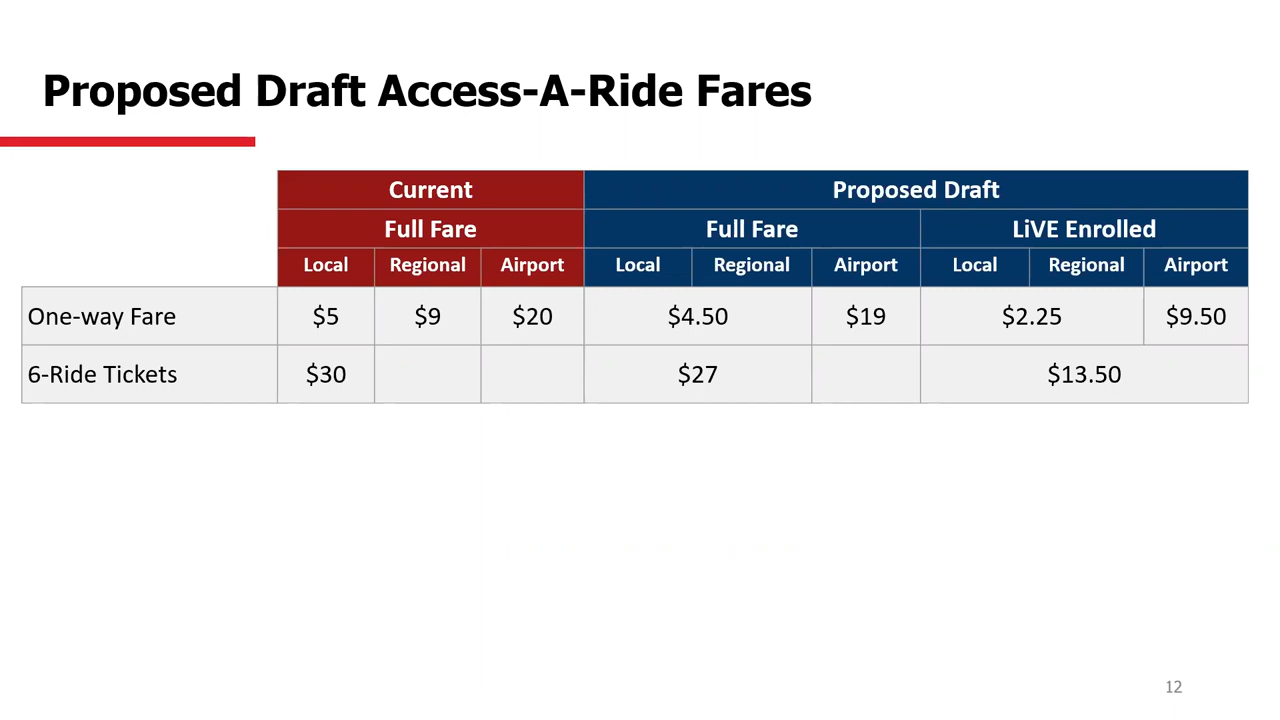 Proposed Draft Access-A-Ride Fares
Current Proposed Draft
Full Fare Full Fare LiVE Enrolled
Local Regional Airport Local Regional Airport Local Regional Airport
One-way Fare $5 $9 $20 $4.50 $19 $2.25 $9.50
6-Ride Tickets $30 $27 $13.50
12